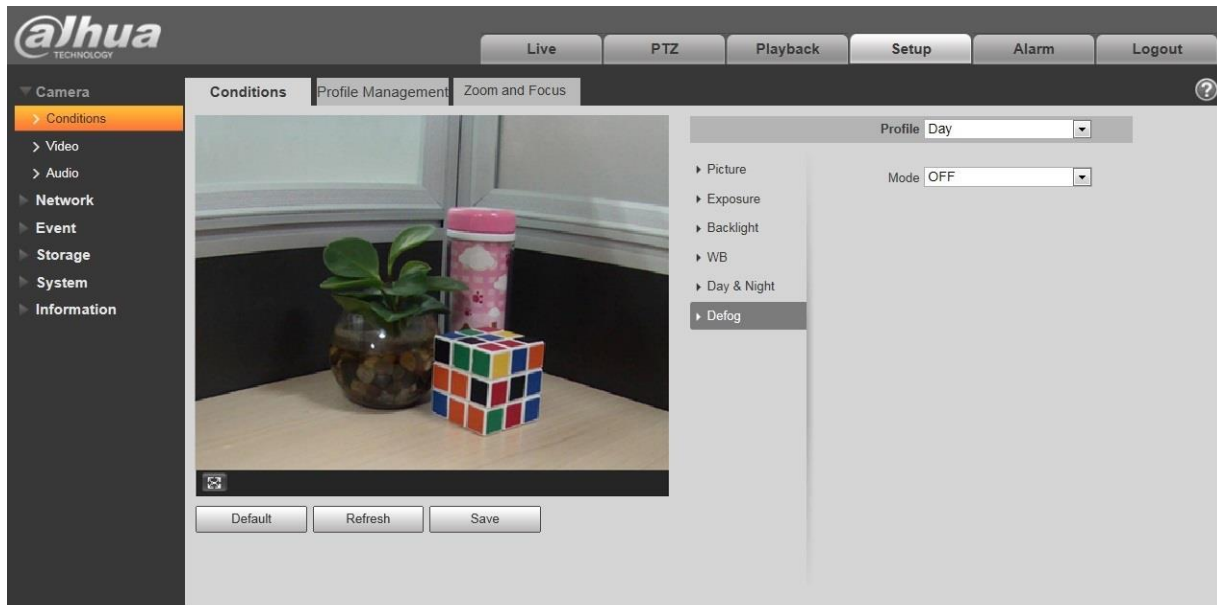 alhua
TECHNOLOGY
Live
PTZ
Playback
Setup
Alarm
Logout
Camera
Conditions
Video
Audio
Network
Event
Storage
System
Information
Conditions
Profile Management
Zoom and Focus
?
Profile
Day
Mode
OFF
Picture
Exposure
Backlight
WB
Day & Night
Defog
Default
Refresh
Save